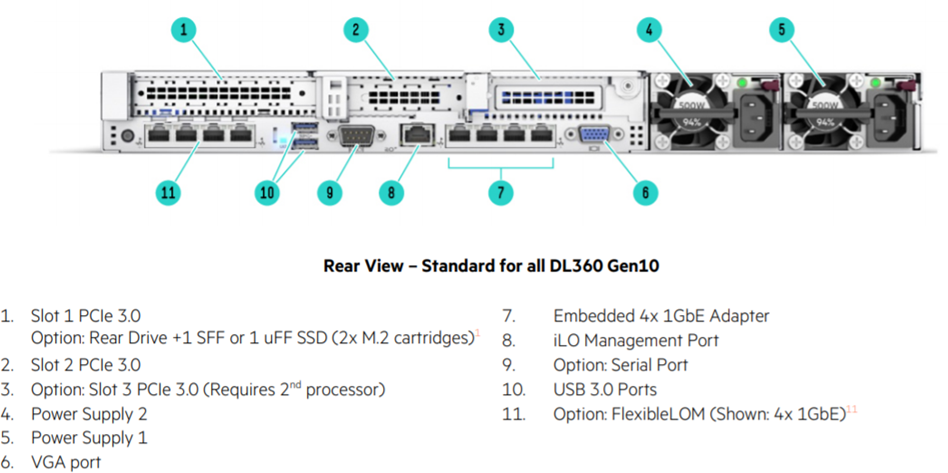 1
2
3
4
5
500W
94%
500W
94%
11
10
9
8
7
6
Rear View – Standard for all DL360 Gen10
1. Slot 1 PCIe 3.0
Option: Rear Drive +1 SFF or 1 uFF SSD (2x M.2 cartridges)1
2. Slot 2 PCIe 3.0
3. Option: Slot 3 PCIe 3.0 (Requires 2nd processor)
4. Power Supply 2
5. Power Supply 1
6. VGA port
7. Embedded 4x 1GbE Adapter
8. iLO Management Port
9. Option: Serial Port
10. USB 3.0 Ports
11. Option: FlexibleLOM (Shown: 4x 1GbE)11